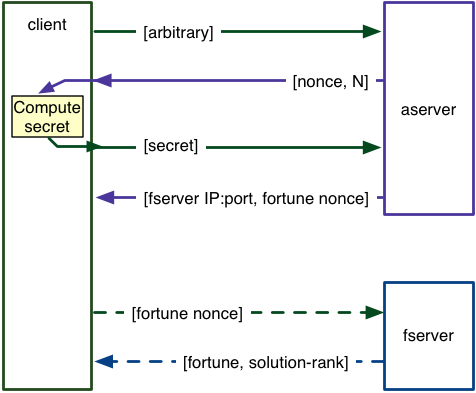 client
[arbitrary]
[nonce, N]
aserver
Compute
secret
[secret]
[fserver IP:port, fortune nonce]
[fortune nonce]
fserver
[fortune, solution-rank]